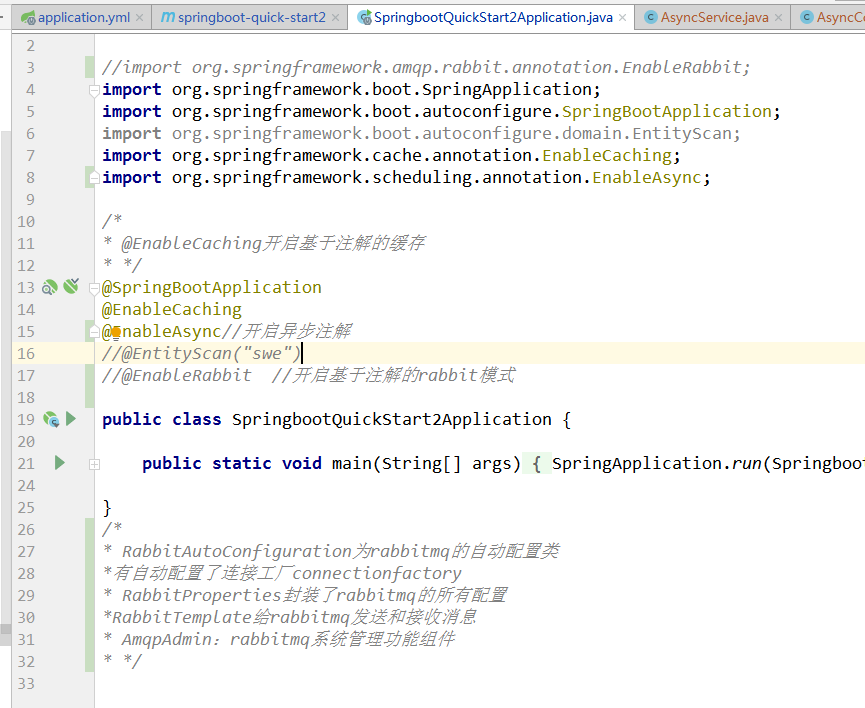 application.yml × springboot-quick-start2 × SpringbootQuickStart2Application.java × AsyncService.java × AsyncCo
2
3 //import org.springframework.amqp.rabbit.annotation.EnableRabbit;
4 import org.springframework.boot.SpringApplication;
5 import org.springframework.boot.autoconfigure.SpringBootApplication;
6 import org.springframework.boot.autoconfigure.domain.EntityScan;
7 import org.springframework.cache.annotation.EnableCaching;
8 import org.springframework.scheduling.annotation.EnableAsync;
9
10 /*
11 * @EnableCaching开启基于注解的缓存
12 * */
13 @SpringBootApplication
14 @EnableCaching
15 @EnableAsync//开启异步注解
16 //@EntityScan("swe")
17 //@EnableRabbit //开启基于注解的rabbit模式
18
19 public class SpringbootQuickStart2Application {
20
21 public static void main(String[] args) { SpringApplication.run(Springboot
24
25 }
26 /*
27 * RabbitAutoConfiguration为rabbitmq的自动配置类
28 *有自动配置了连接工厂connectionfactory
29 * RabbitProperties封装了rabbitmq的所有配置
30 *RabbitTemplate给rabbitmq发送和接收消息
31 * AmqpAdmin：rabbitmq系统管理功能组件
32 * */
33